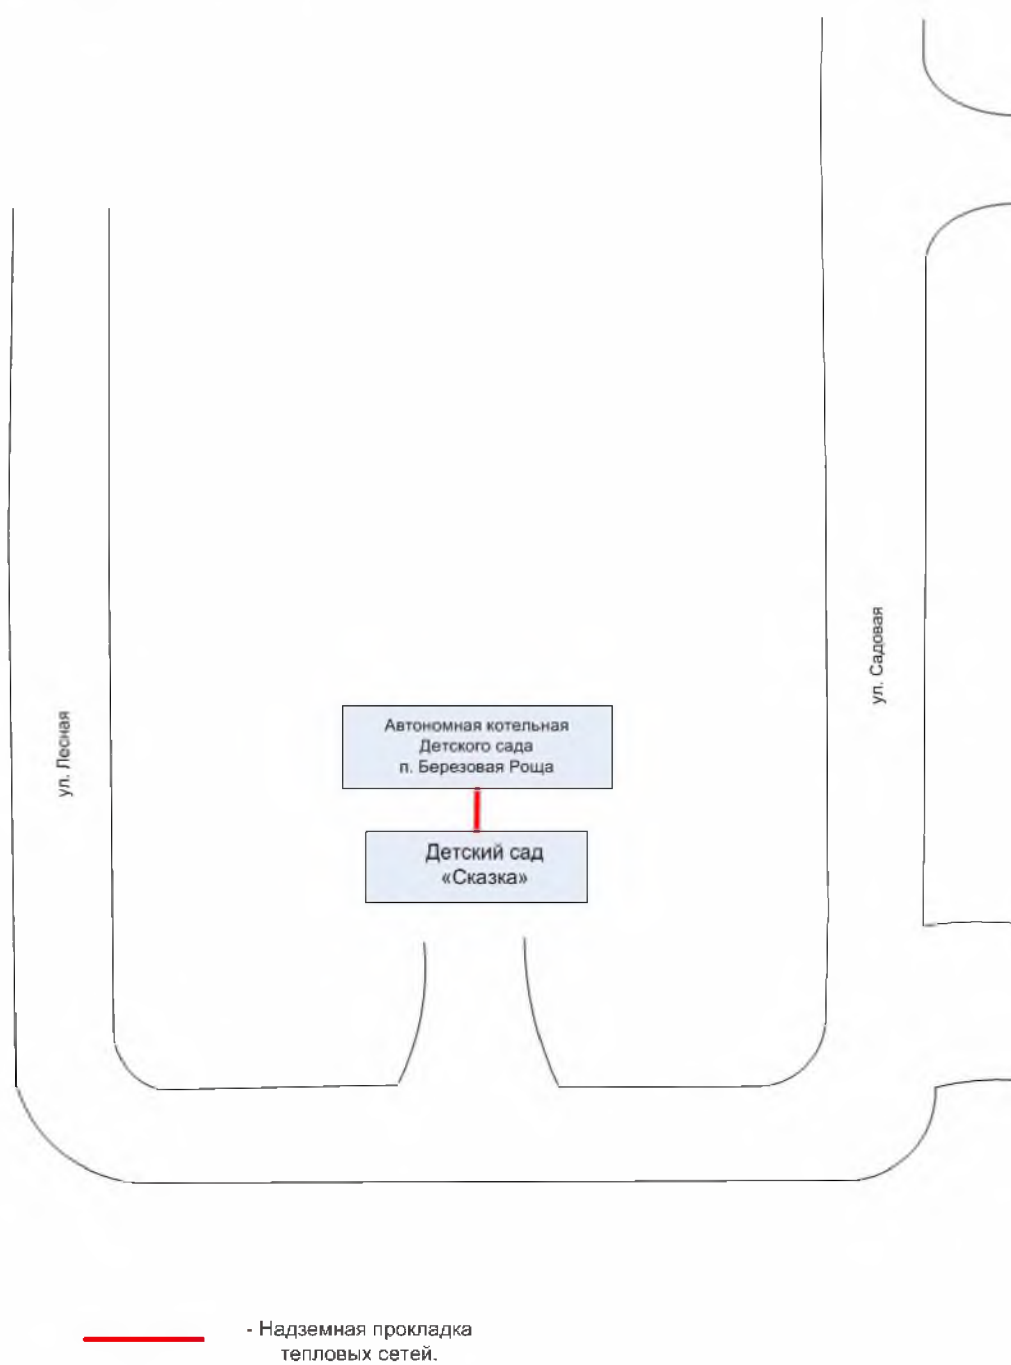 ул. Садовая
ул. Лесная
Автономная котельная
Детского сада
п. Березовая Роща
Детский сад
«Сказка»
- Надземная прокладка
тепловых сетей.